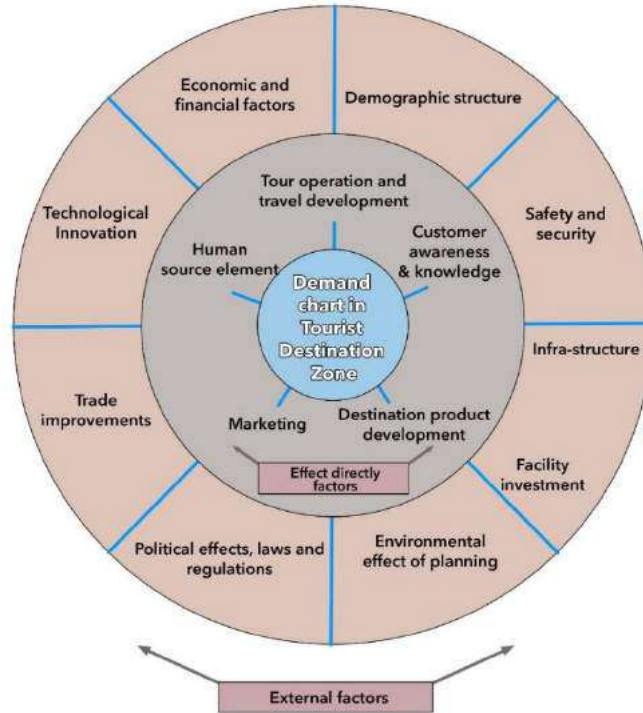 Economic and
financial factors
Demographic structure
Tour operation and
travel development
Technological
Innovation
Human
source element
Customer
awareness
& knowledge
Safety and
security
Demand
chart in
Tourist
Destination
Zone
Infra-structure
Trade
improvements
Marketing
Destination product
development
Effect directly
factors
Facility
investment
Political effects, laws and
regulations
Environmental
effect of planning
External factors